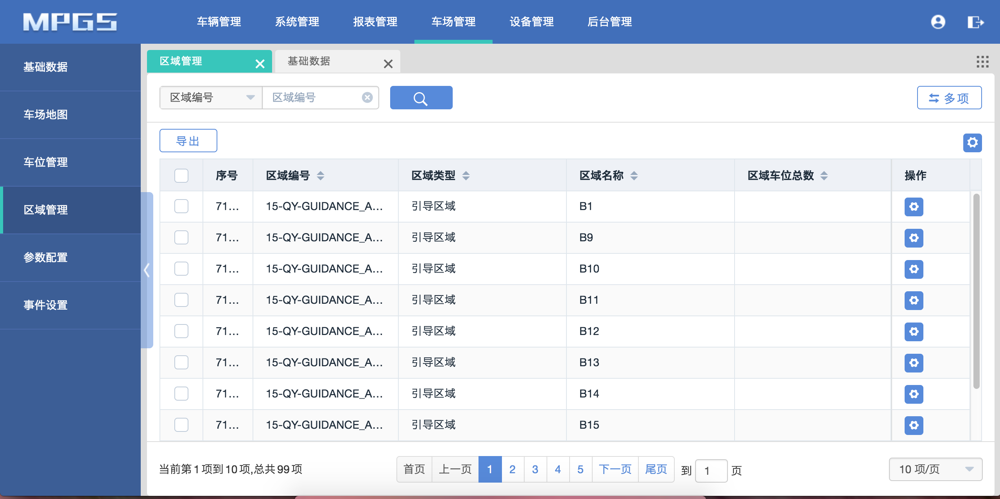 MPGS
车辆管理 系统管理 报表管理 车场管理 设备管理 后台管理
基础数据
车场地图
车位管理
区域管理
参数配置
事件设置
区域管理 基础数据
区域编号 区域编号 多项
导出
序号 区域编号 区域类型 区域名称 区域车位总数 操作
71... 15-QY-GUIDANCE_A... 引导区域 B1
71... 15-QY-GUIDANCE_A... 引导区域 B9
71... 15-QY-GUIDANCE_A... 引导区域 B10
71... 15-QY-GUIDANCE_A... 引导区域 B11
71... 15-QY-GUIDANCE_A... 引导区域 B12
71... 15-QY-GUIDANCE_A... 引导区域 B13
71... 15-QY-GUIDANCE_A... 引导区域 B14
71... 15-QY-GUIDANCE_A... 引导区域 B15
当前第1项到10项,总共99项 首页 上一页 1 2 3 4 5 下一页 尾页 到 1 页 10 项/页